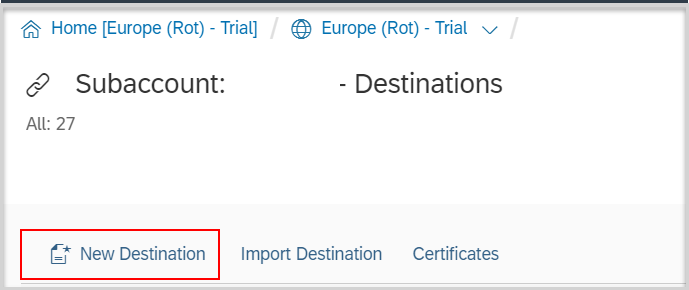 Home [Europe (Rot) - Trial] / Europe (Rot) - Trial /
Subaccount: - Destinations
All: 27
New Destination Import Destination Certificates